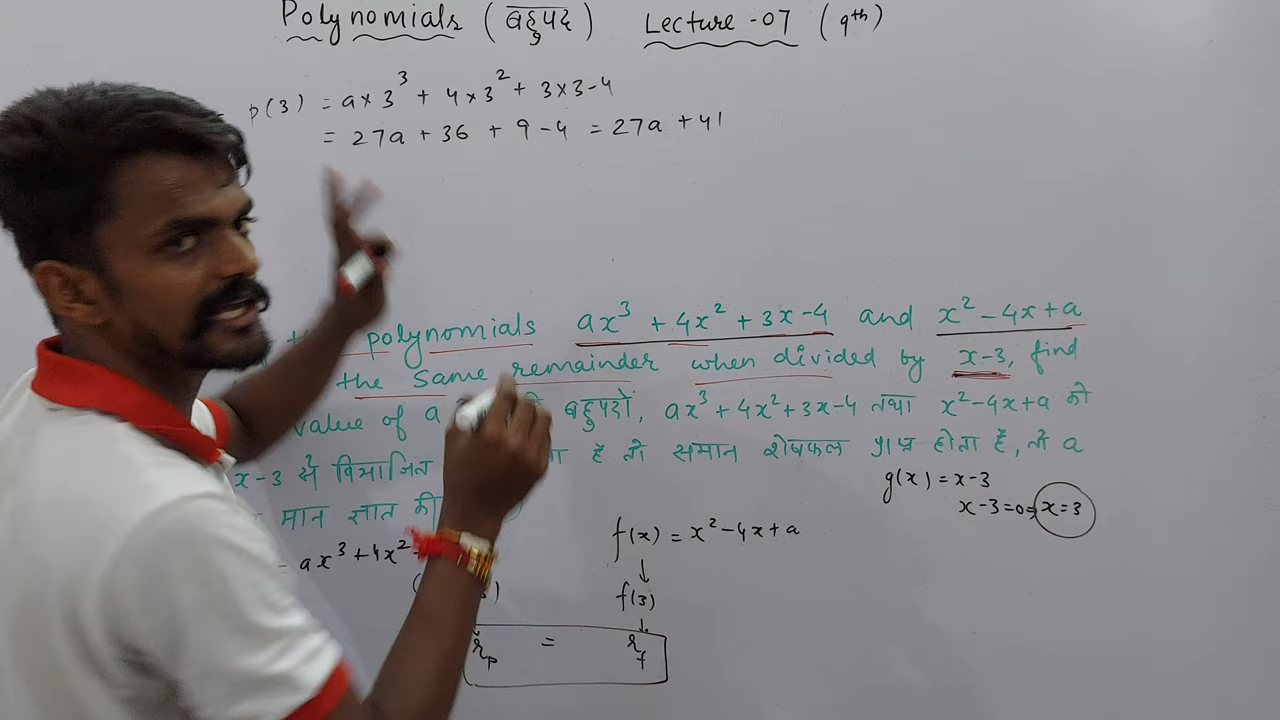 Polynomials (बहुपद) Lecture -07 (9th)
p(3) = a×3³ + 4×3² + 3×3-4
= 27a + 36 + 9-4 = 27a + 41
polynomials ax³ + 4x² + 3x-4 and x² - 4x + a
the same remainder when divided by x-3, find
value of a बहुपदों, ax³ + 4x² + 3x-4 तथा x² - 4x + a को
x-3 से विभाजित है तो समान शेषफल प्राप्त होता है, तो a
मान ज्ञात की
g(x) = x-3
x-3=0⇒ x=3
= ax³ + 4x²
f(x) = x² - 4x + a
↓
f(3)
↓
r_p = r_f